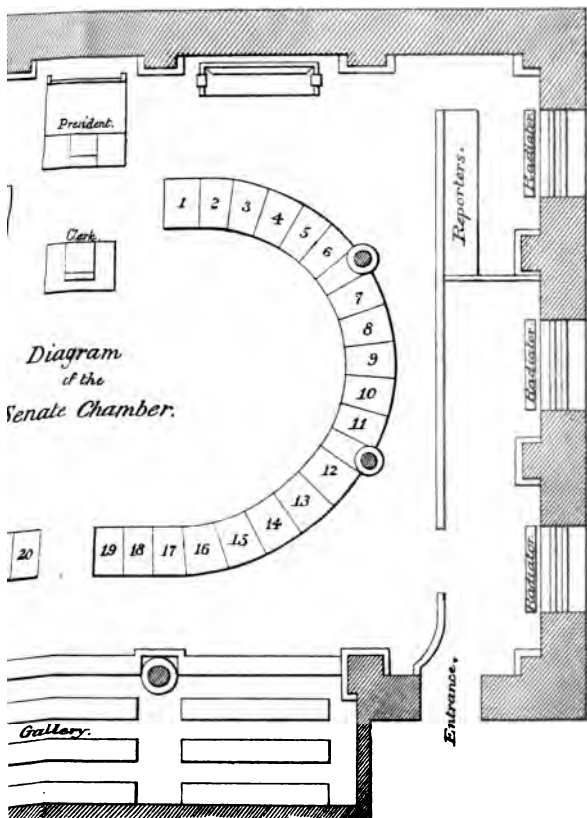 President.
Clerk.
1
2
3
4
5
6
7
8
9
10
11
12
13
14
15
16
17
18
19
20
Diagram
of the
Senate Chamber.
Reporters.
Radiator
Radiator
Radiator
Entrance.
Gallery.